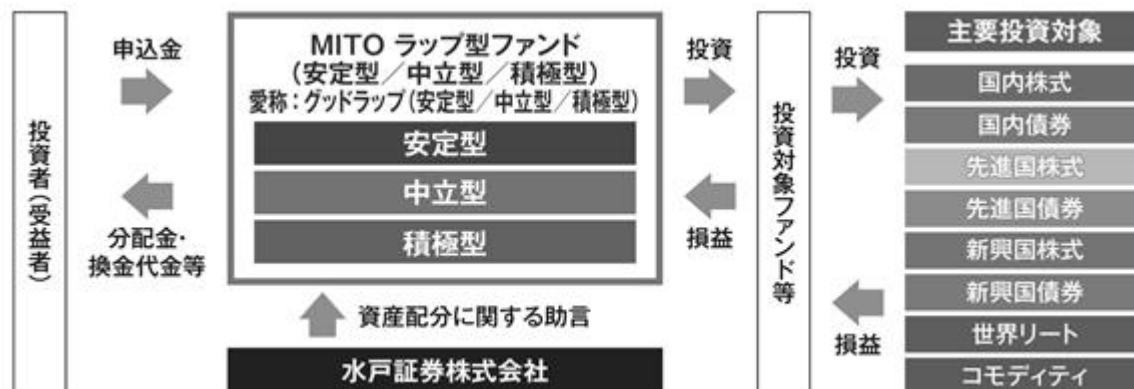 投資者(受益者)
申込金
分配金・
換金代金等
MITO ラップ型ファンド
(安定型／中立型／積極型)
愛称：グッドラップ(安定型／中立型／積極型)
安定型
中立型
積極型
資産配分に関する助言
水戸証券株式会社
投資
損益
投資対象ファンド等
投資
損益
主要投資対象
国内株式
国内債券
先進国株式
先進国債券
新興国株式
新興国債券
世界リート
コモディティ